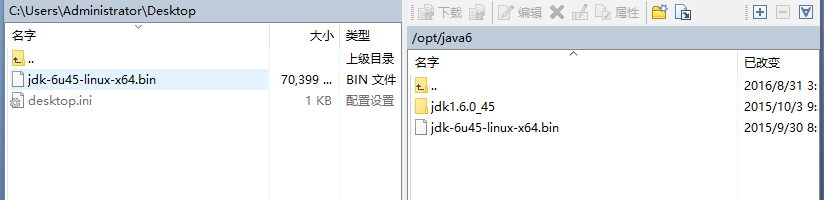 C:\Users\Administrator\Desktop
名字 大小 类型
.. 上级目录
jdk-6u45-linux-x64.bin 70,399 ... BIN 文件
desktop.ini 1 KB 配置设置
下载 编辑 属性
/opt/java6
名字 已改变
.. 2016/8/31 3:
jdk1.6.0_45 2015/10/3 9:
jdk-6u45-linux-x64.bin 2015/9/30 8: